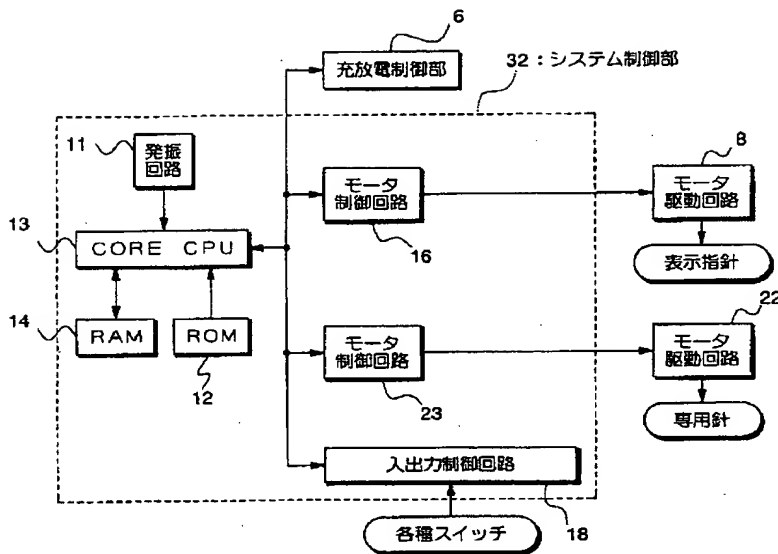 6
充放電制御部
32：システム制御部
11
発振
回路
モータ
制御回路
16
8
モータ
駆動回路
表示指針
13
CORE CPU
14
RAM
ROM
12
モータ
制御回路
23
22
モータ
駆動回路
専用針
入出力制御回路
18
各種スイッチ